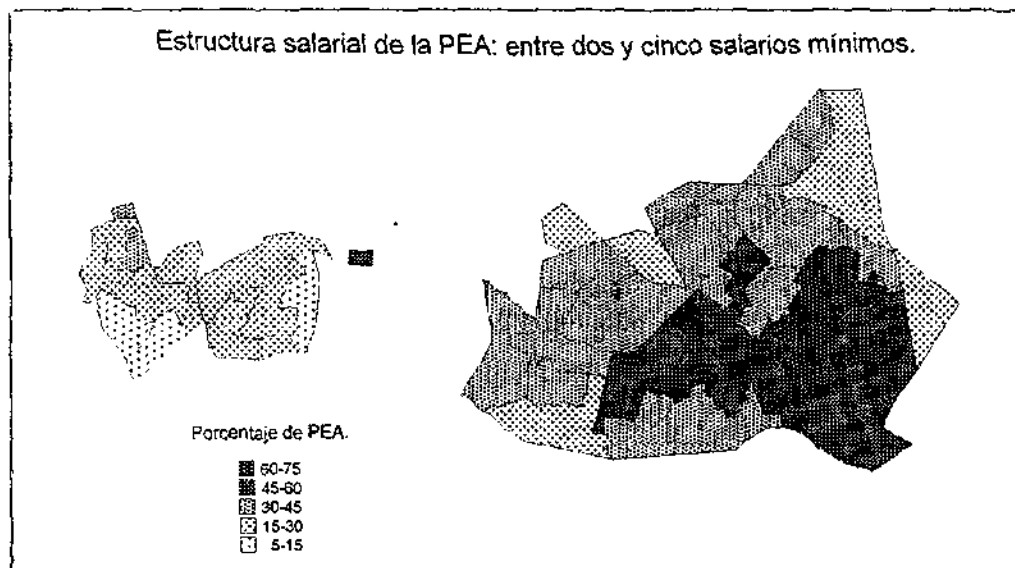 Estructura salarial de la PEA: entre dos y cinco salarios mínimos.
Porcentaje de PEA.
60-75
45-60
30-45
15-30
5-15